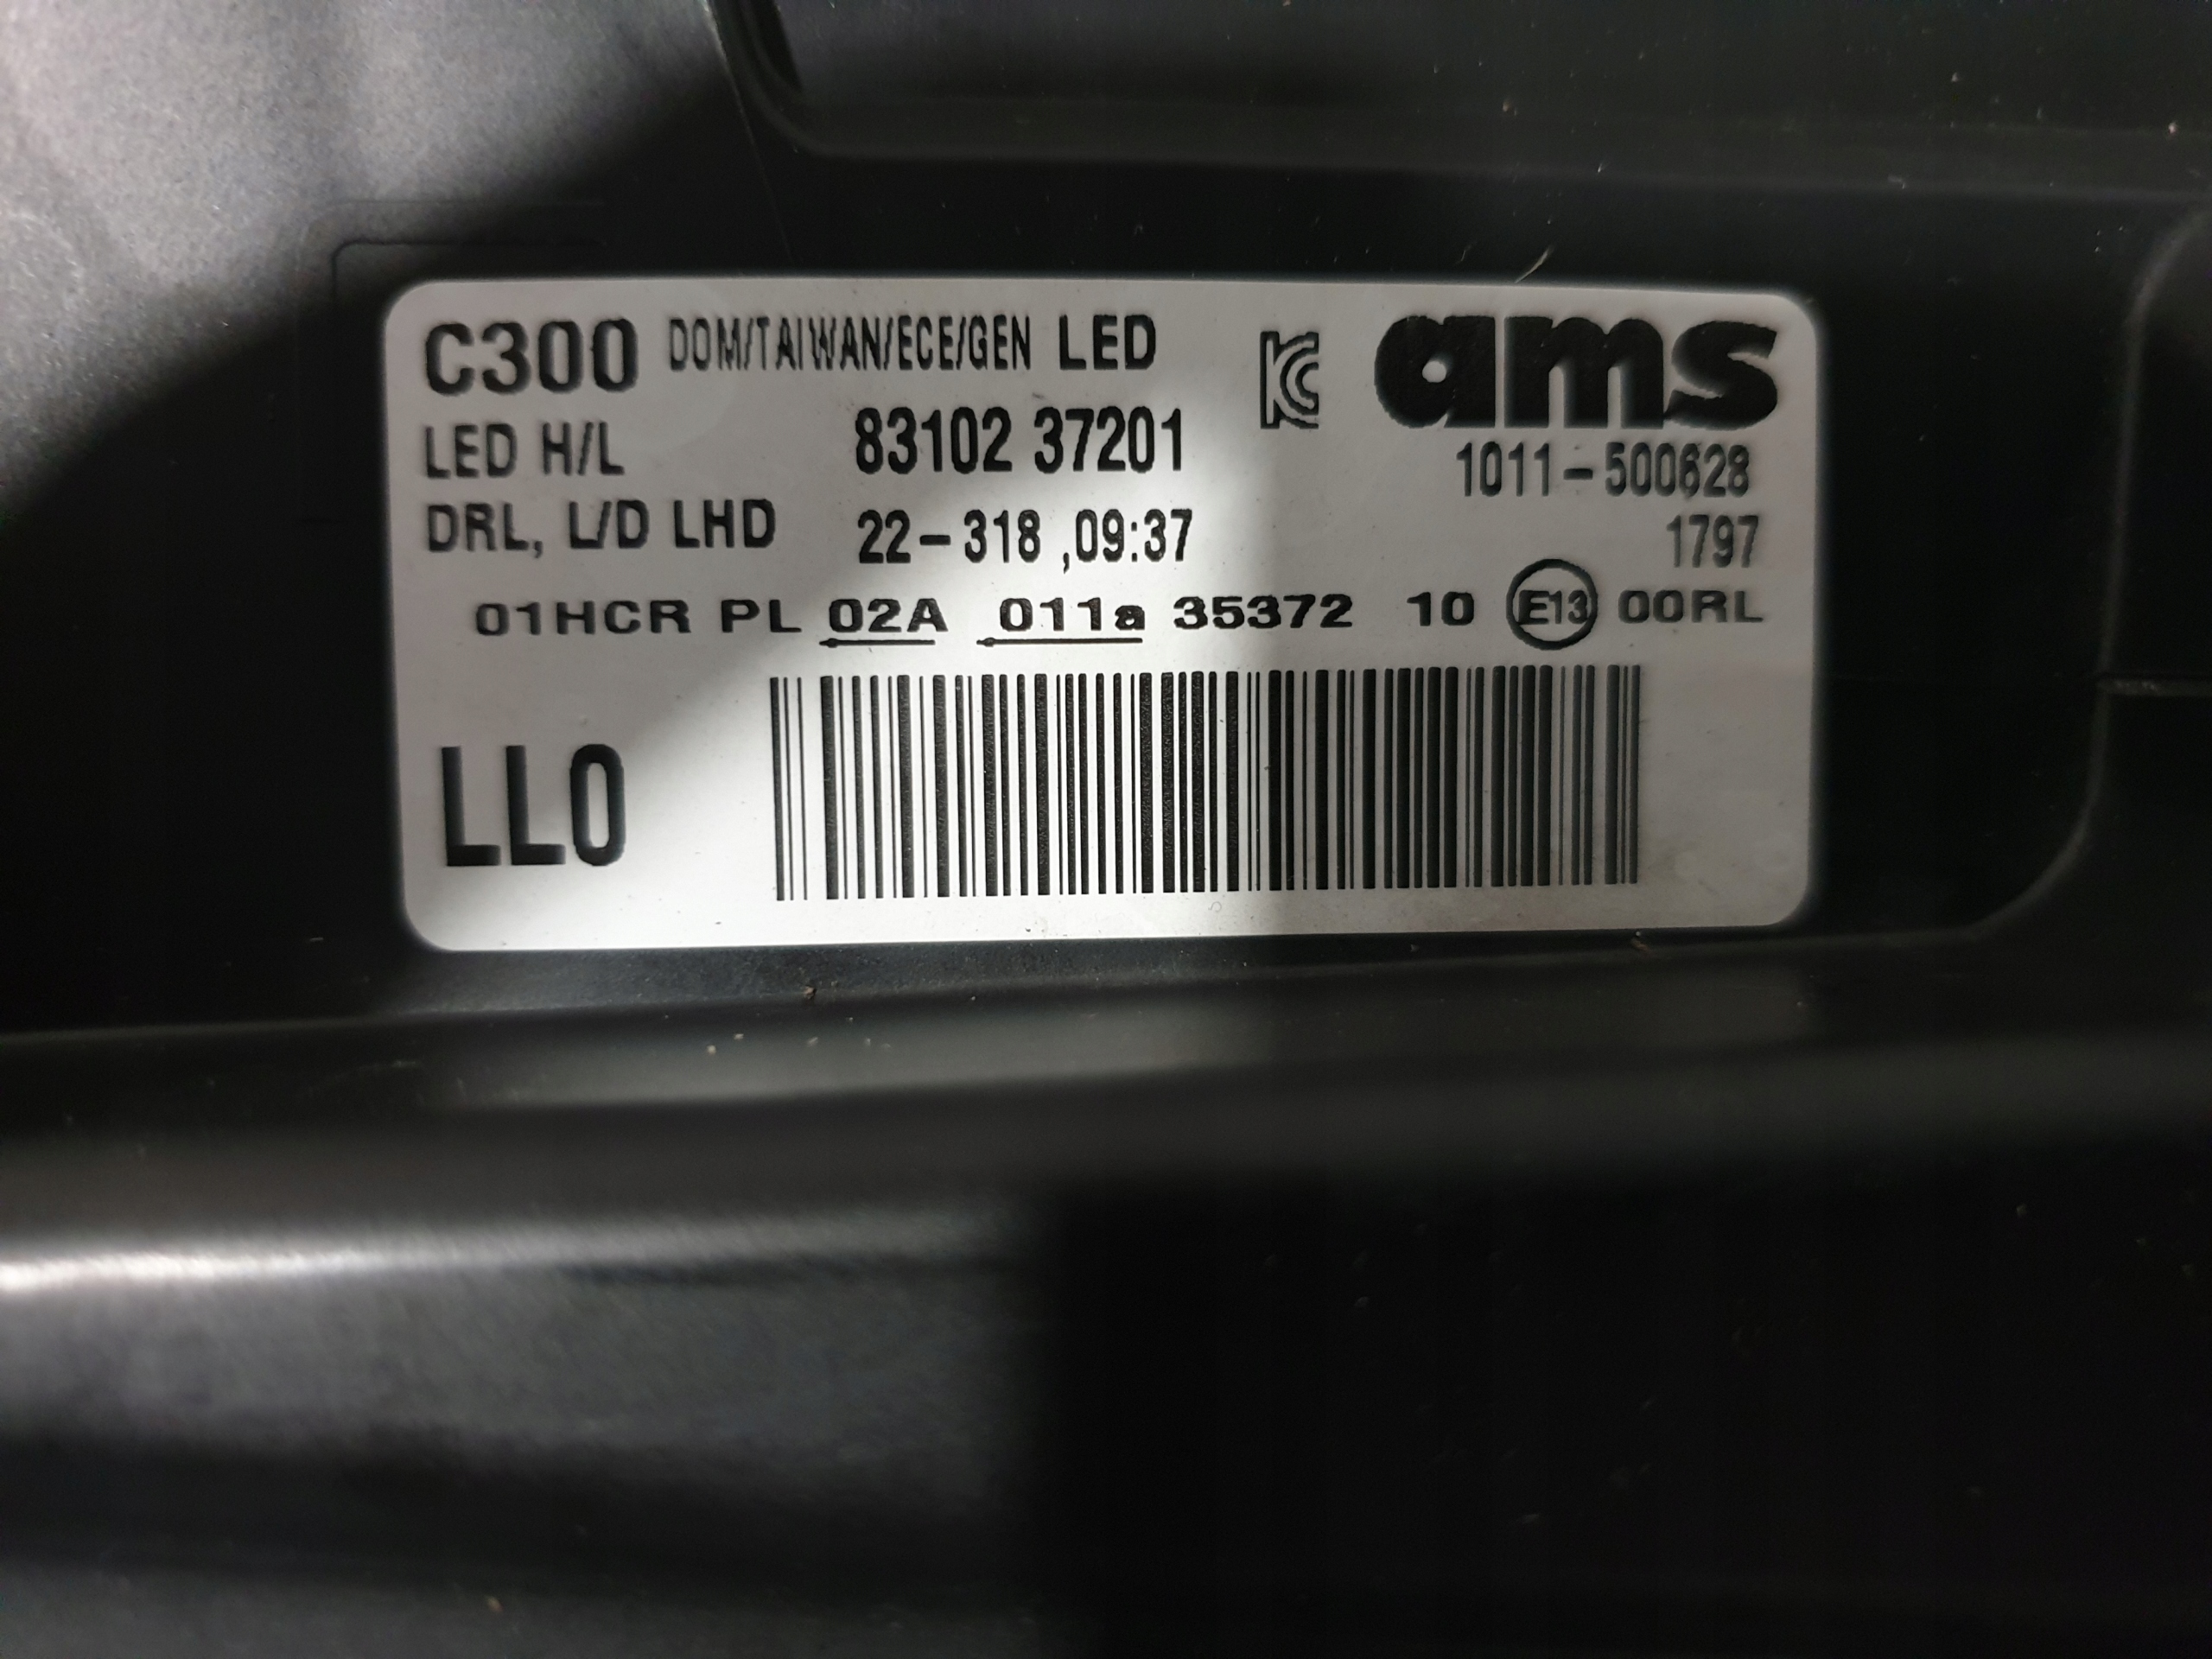 C300 DOM/TAIWAN/ECE/GEN LED
KC ams
LED H/L 83102 37201 1011-500628
DRL, L/D LHD 22-318 ,09:37 1797
01HCR PL 02A 011a 35372 10 E13 00RL
LL0